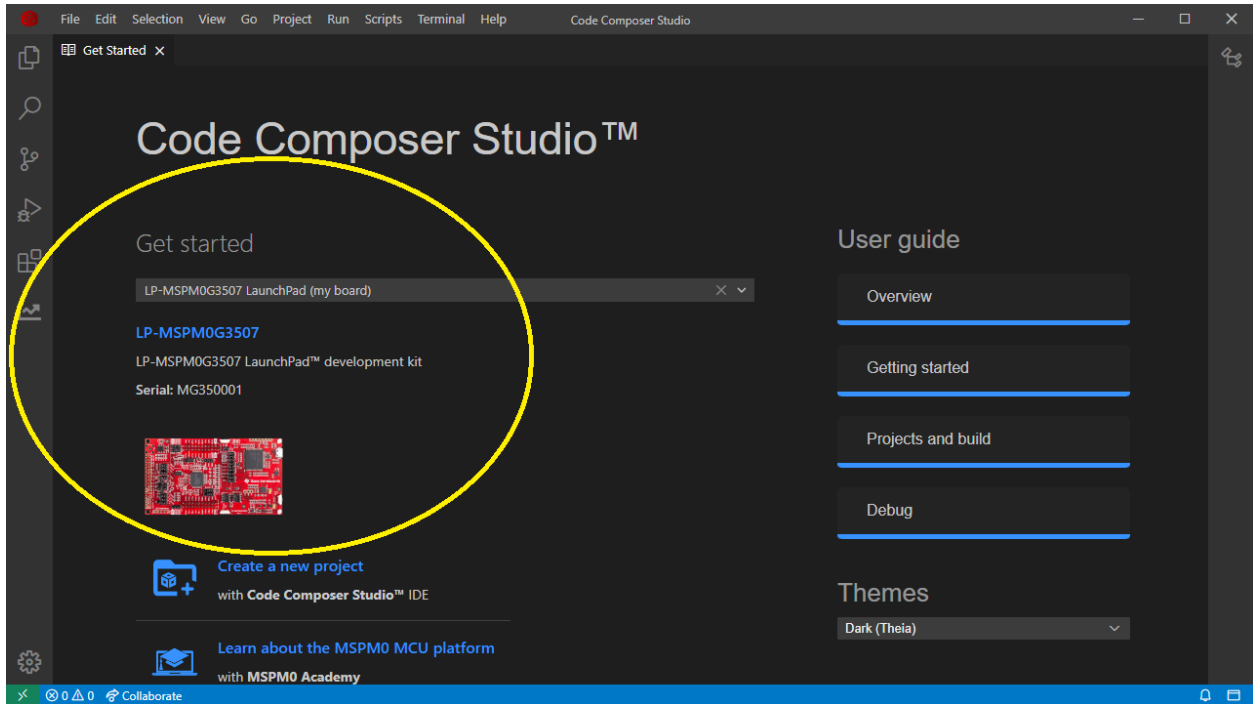 File Edit Selection View Go Project Run Scripts Terminal Help
Code Composer Studio
Get Started
Code Composer Studio™
Get started
LP-MSPM0G3507 LaunchPad (my board)
LP-MSPM0G3507
LP-MSPM0G3507 LaunchPad™ development kit
Serial: MG350001
Create a new project
with Code Composer Studio™ IDE
Learn about the MSPM0 MCU platform
with MSPM0 Academy
User guide
Overview
Getting started
Projects and build
Debug
Themes
Dark (Theia)
0 0 Collaborate